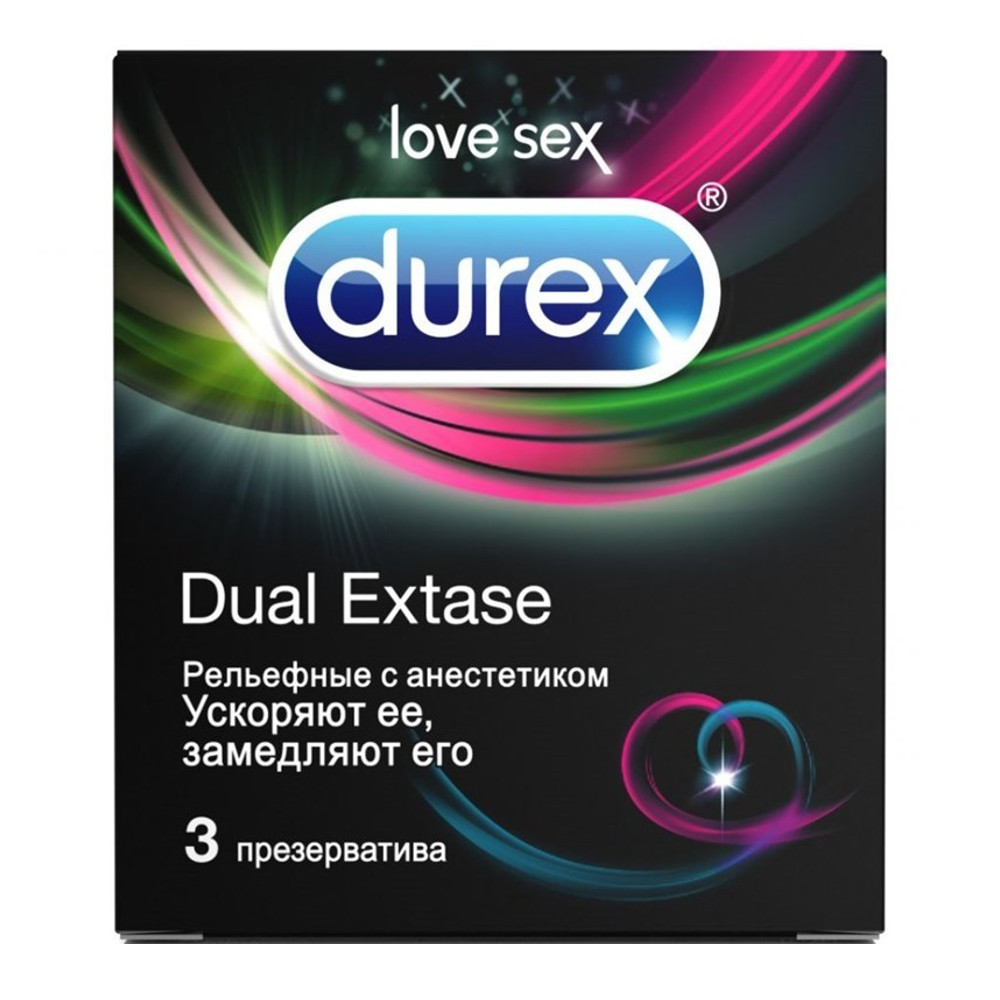 love sex
durex®
Dual Extase
Рельефные с анестетиком
Ускоряют ее,
замедляют его
3 презерватива